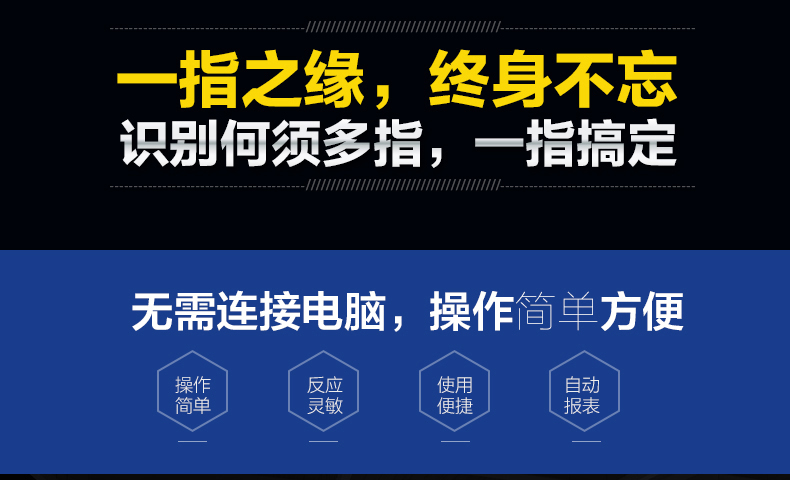 一指之缘，终身不忘
识别何须多指，一指搞定
无需连接电脑，操作简单方便
操作
简单
反应
灵敏
使用
便捷
自动
报表